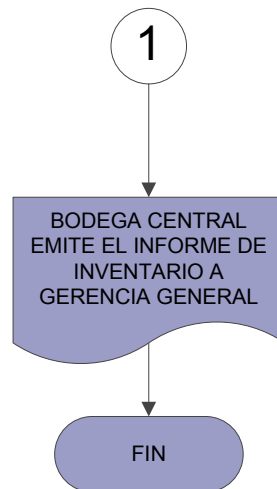 1
BODEGA CENTRAL
EMITE EL INFORME DE
INVENTARIO A
GERENCIA GENERAL
FIN